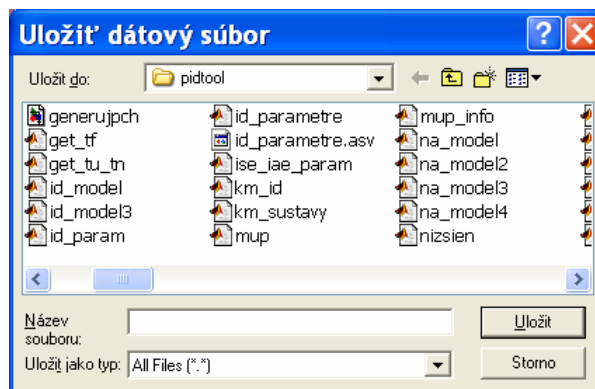 Uložiť dátový súbor
Uložit do: pidtool
generujpch id_parametre mup_info
get_tf id_parametre.asv na_model
get_tu_tn ise_iae_param na_model2
id_model km_id na_model3
id_model3 km_sustavy na_model4
id_param mup nizsien
Název
souboru:
Uložit
Uložit jako typ: All Files (*.*)
Storno